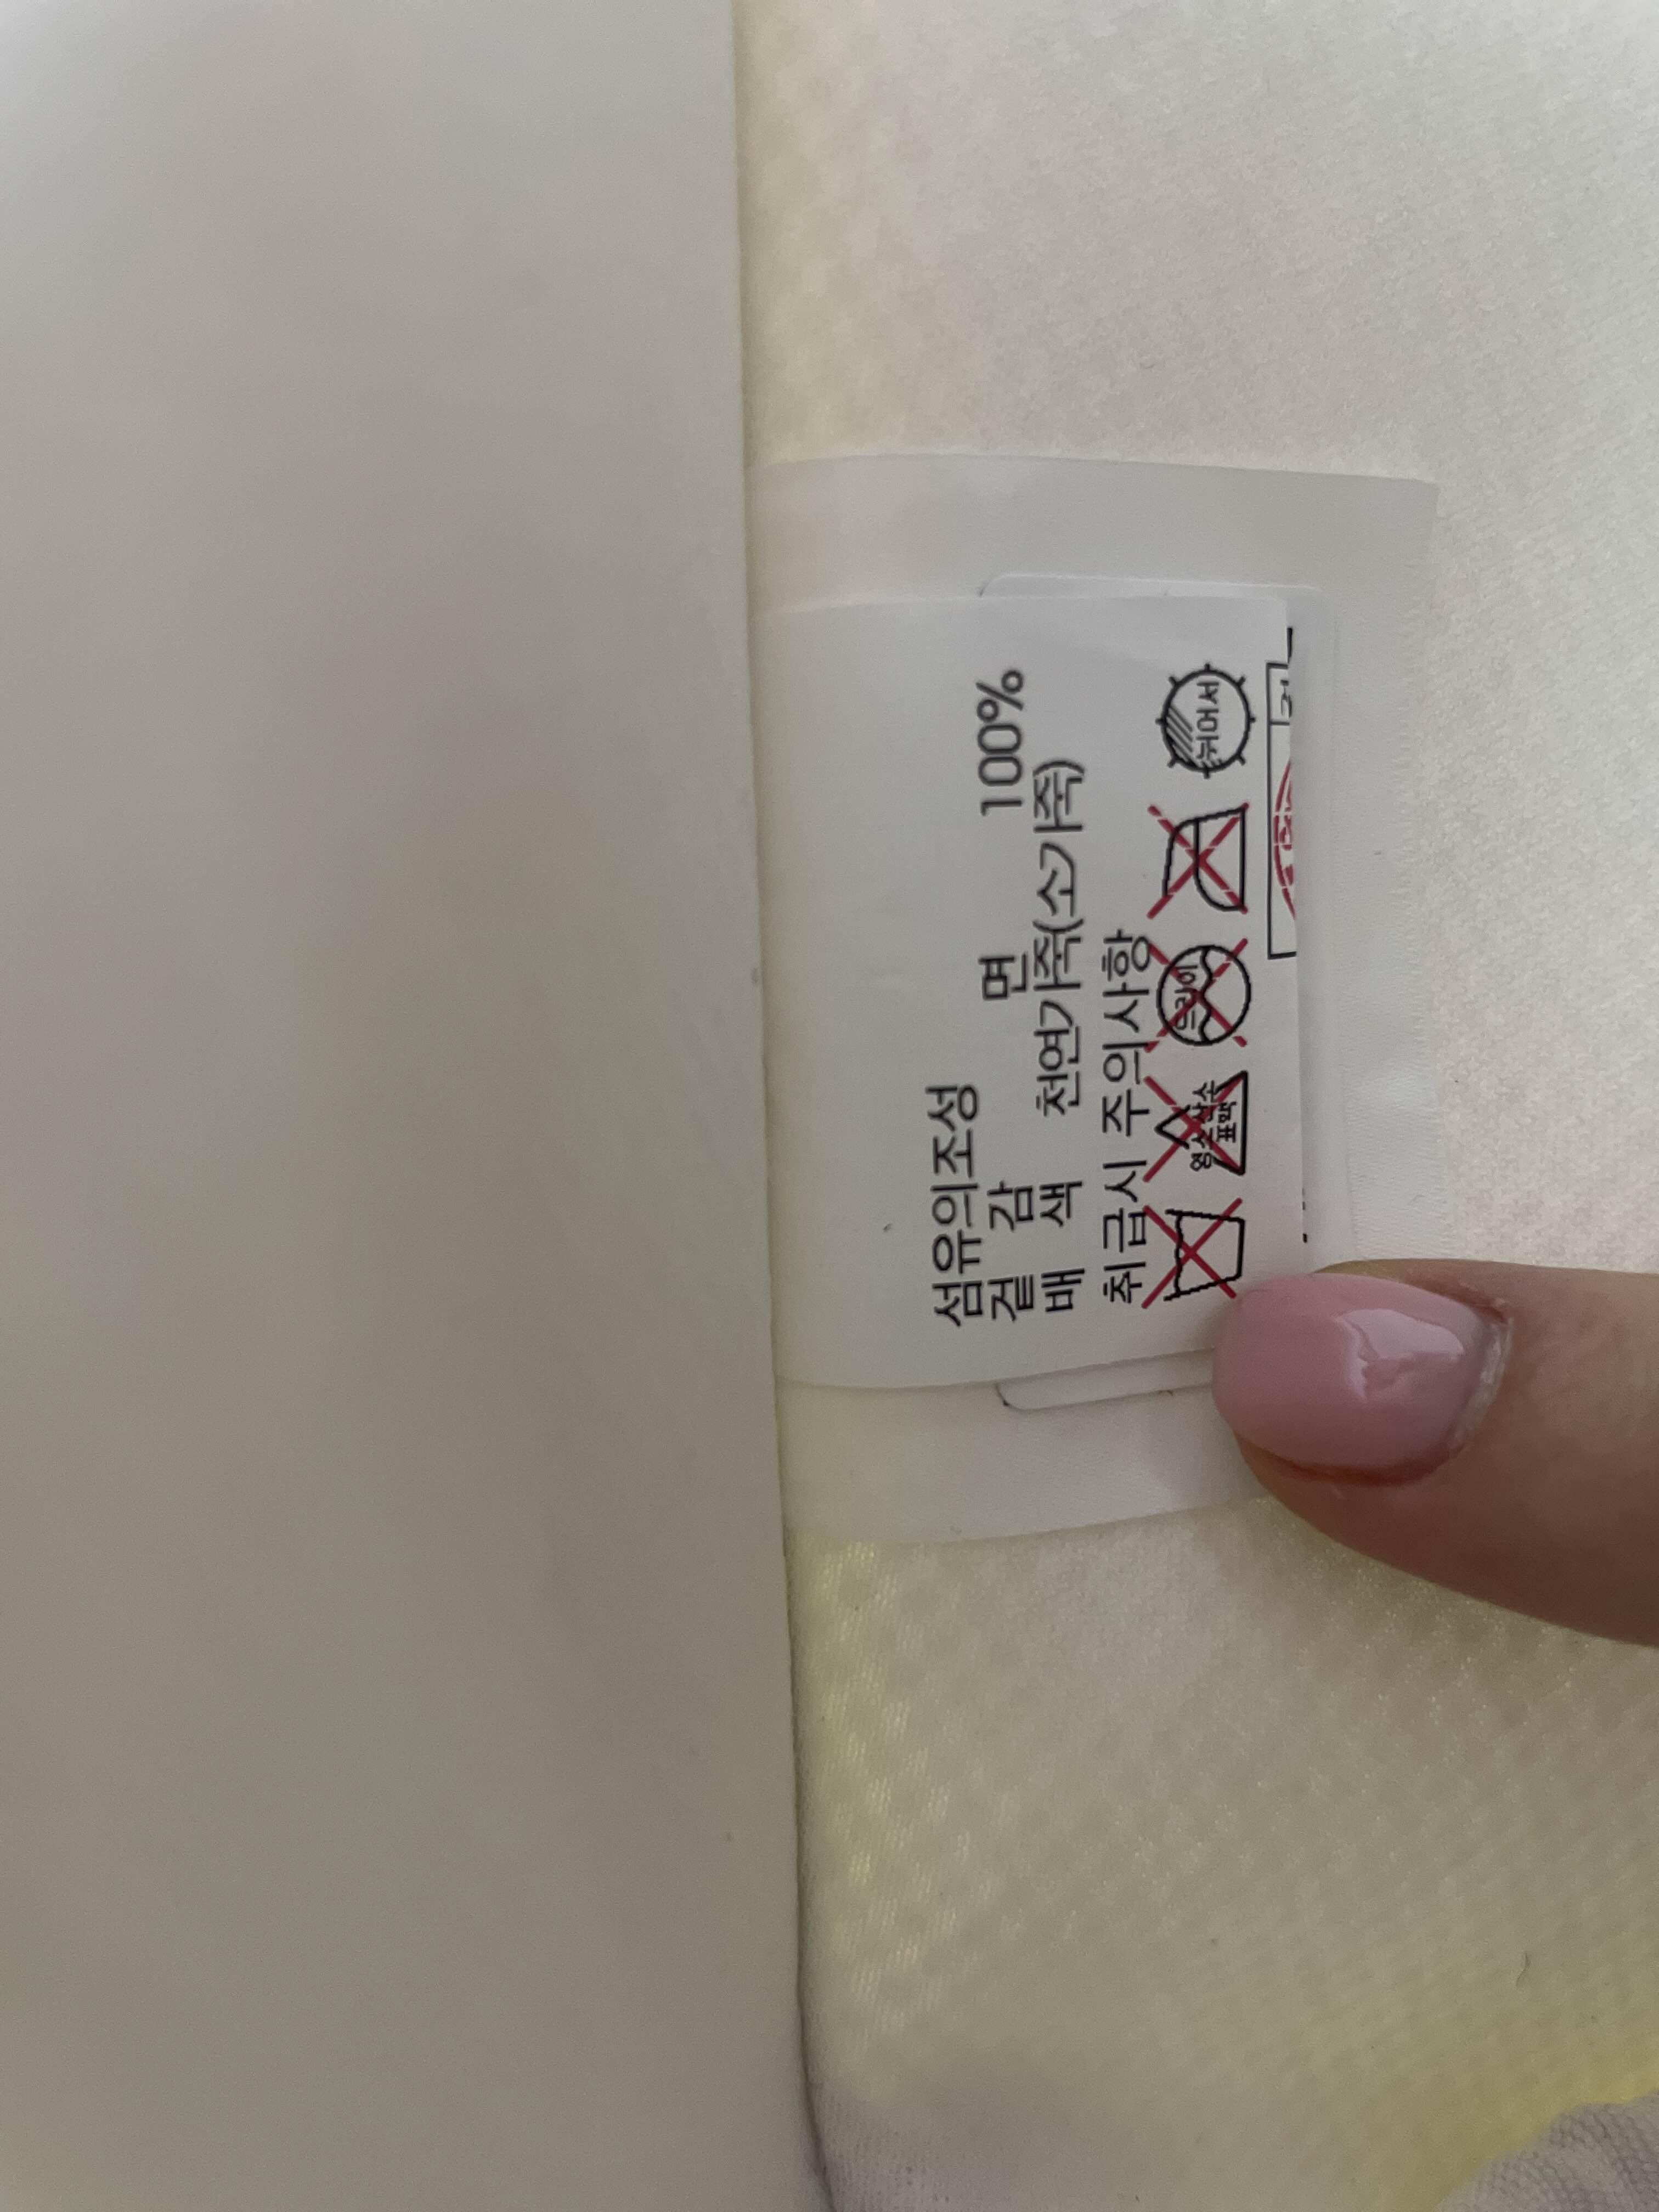 섬유의조성
겉 감 면 100%
배 색 천연가죽(소가죽)
취급시 주의사항
염소산소
표백
드라이
뉘어서